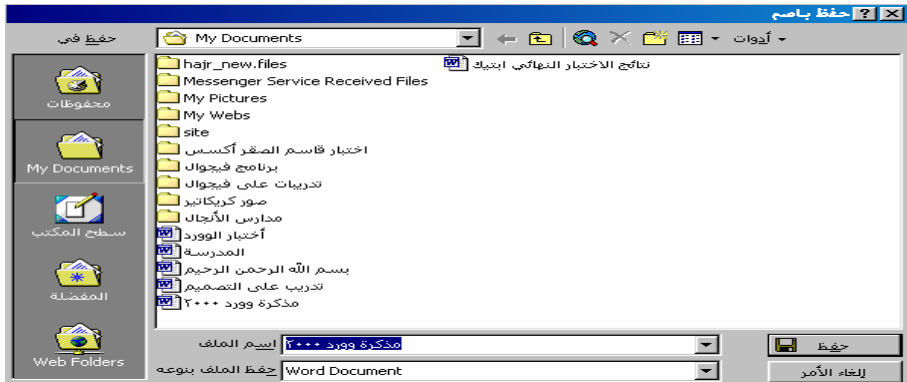 حفظ باسم
حفظ في
My Documents
أدوات
محفوظات
My Documents
سطح المكتب
المفضلة
Web Folders
hajr_new.files
Messenger Service Received Files
My Pictures
My Webs
site
اختبار قاسم الصقر أكسس
برنامج فيجوال
تدريبات على فيجوال
صور كريكاتير
مدارس الأنجال
أختبار الوورد
المدرسة
بسم الله الرحمن الرحيم
تدريب على التصميم
مذكرة وورد ٢٠٠٠
نتائج الاختبار النهائي ابتيك
اسم الملف
مذكرة وورد ٢٠٠٠
حفظ
حفظ الملف بنوعه
Word Document
إلغاء الأمر